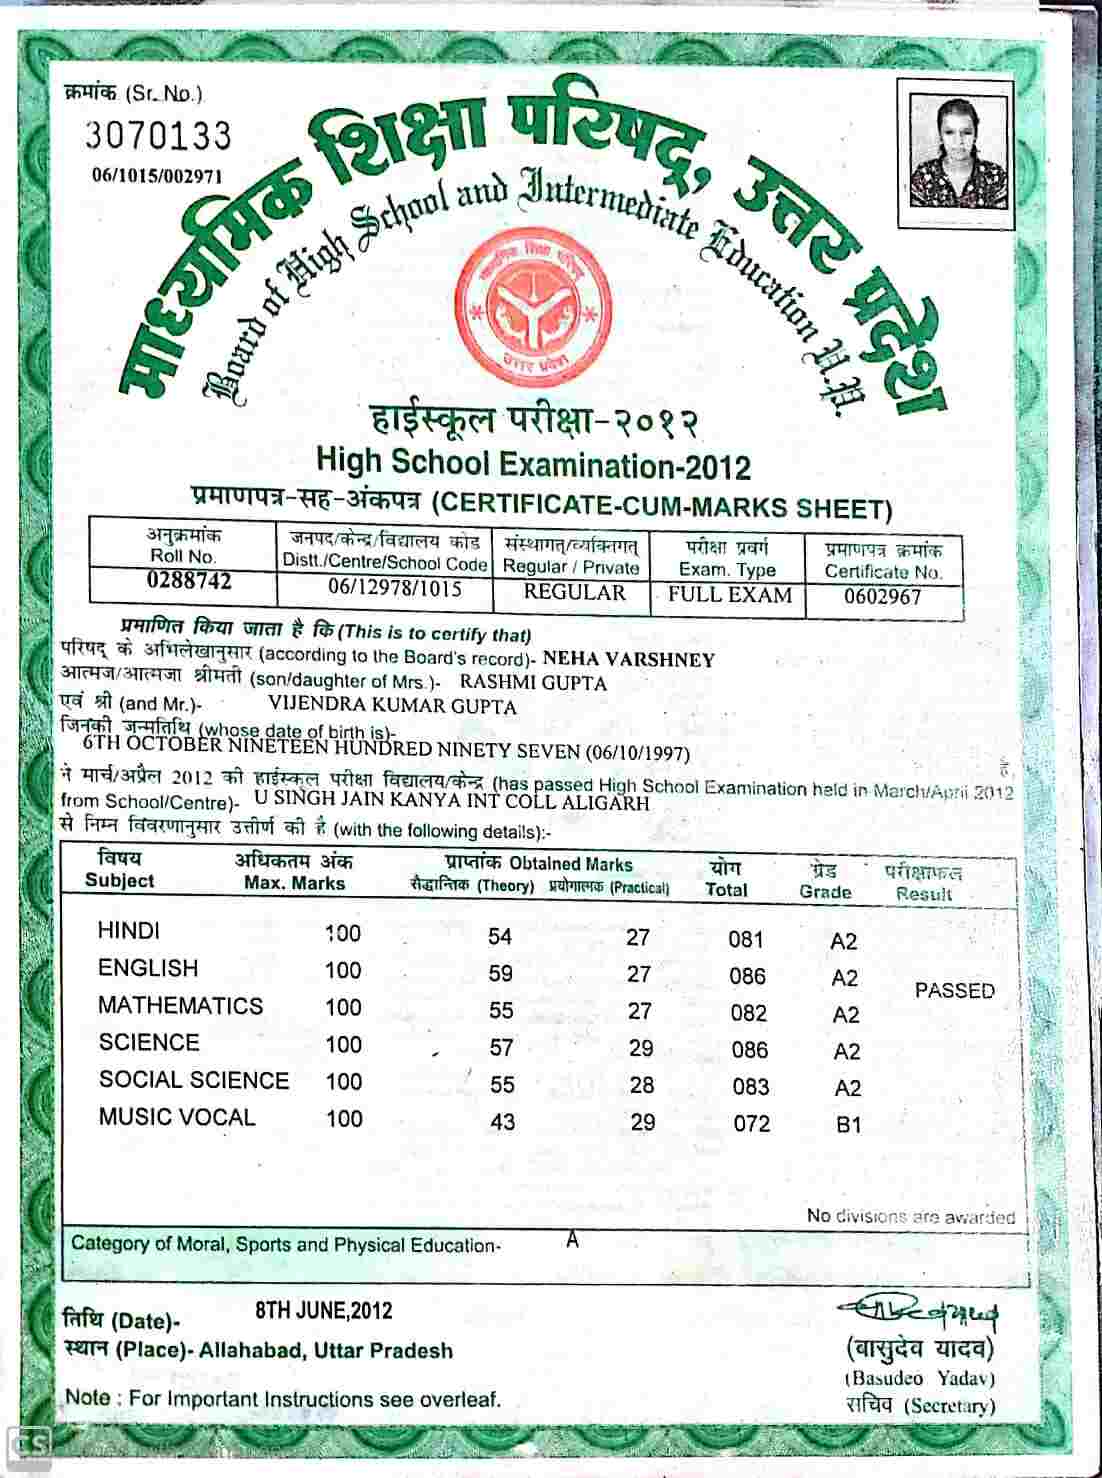 क्रमांक (Sr. No.)
3070133
06/1015/002971
माध्यमिक शिक्षा परिषद्, उत्तर प्रदेश
Board of High School and Intermediate Education U.P.
माध्यमिक शिक्षा परिषद्
उत्तर प्रदेश
हाईस्कूल परीक्षा-२०१२
High School Examination-2012
प्रमाणपत्र-सह-अंकपत्र (CERTIFICATE-CUM-MARKS SHEET)
अनुक्रमांक जनपद/केन्द्र/विद्यालय कोड संस्थागत/व्यक्तिगत परीक्षा प्रवर्ग प्रमाणपत्र क्रमांक
Roll No. Distt./Centre/School Code Regular / Private Exam. Type Certificate No.
0288742 06/12978/1015 REGULAR FULL EXAM 0602967
प्रमाणित किया जाता है कि (This is to certify that)
परिषद् के अभिलेखानुसार (according to the Board's record)- NEHA VARSHNEY
आत्मज/आत्मजा श्रीमती (son/daughter of Mrs.)- RASHMI GUPTA
एवं श्री (and Mr.)- VIJENDRA KUMAR GUPTA
जिनकी जन्मतिथि (whose date of birth is)-
6TH OCTOBER NINETEEN HUNDRED NINETY SEVEN (06/10/1997)
ने मार्च/अप्रैल 2012 की हाईस्कूल परीक्षा विद्यालय/केन्द्र (has passed High School Examination held in March/April 2012
from School/Centre)- U SINGH JAIN KANYA INT COLL ALIGARH
से निम्न विवरणानुसार उत्तीर्ण की है (with the following details):-
विषय अधिकतम अंक प्राप्तांक Obtained Marks योग ग्रेड परीक्षाफल
Subject Max. Marks सैद्धान्तिक (Theory) प्रयोगात्मक (Practical) Total Grade Result
HINDI 100 54 27 081 A2
ENGLISH 100 59 27 086 A2 PASSED
MATHEMATICS 100 55 27 082 A2
SCIENCE 100 57 29 086 A2
SOCIAL SCIENCE 100 55 28 083 A2
MUSIC VOCAL 100 43 29 072 B1
No divisions are awarded
Category of Moral, Sports and Physical Education- A
तिथि (Date)- 8TH JUNE,2012
स्थान (Place)- Allahabad, Uttar Pradesh
(बासुदेव यादव)
(Basudeo Yadav)
सचिव (Secretary)
Note : For Important Instructions see overleaf.
CS